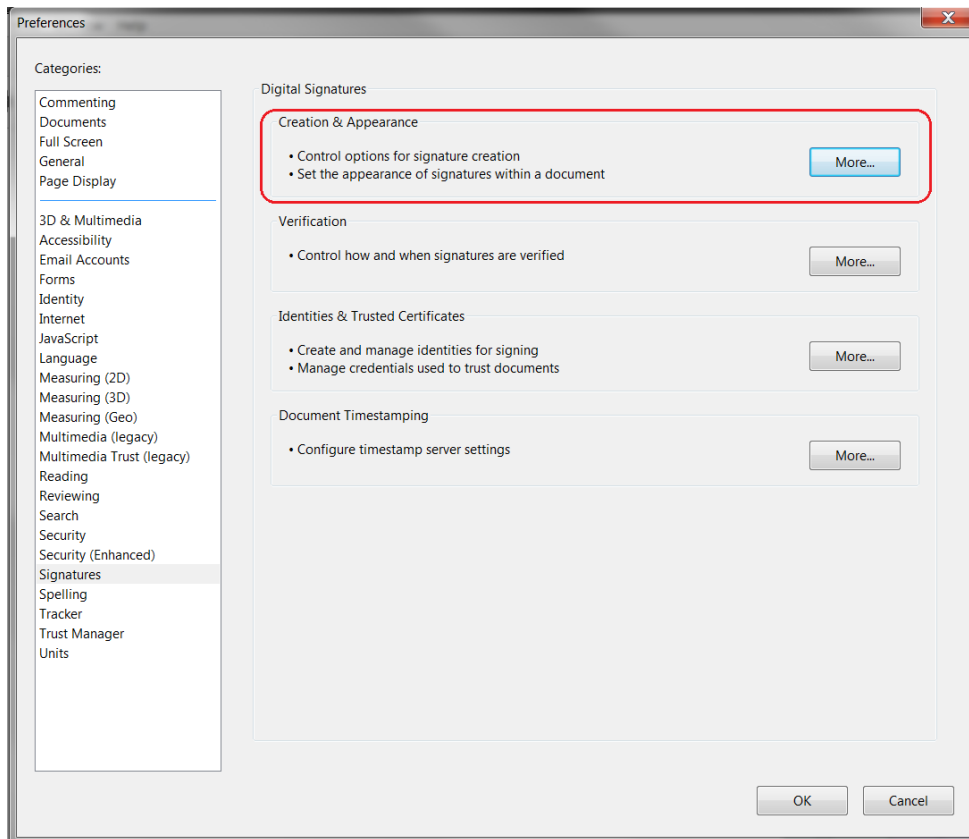 Preferences
Categories:
Commenting
Documents
Full Screen
General
Page Display
3D & Multimedia
Accessibility
Email Accounts
Forms
Identity
Internet
JavaScript
Language
Measuring (2D)
Measuring (3D)
Measuring (Geo)
Multimedia (legacy)
Multimedia Trust (legacy)
Reading
Reviewing
Search
Security
Security (Enhanced)
Signatures
Spelling
Tracker
Trust Manager
Units
Digital Signatures
Creation & Appearance
• Control options for signature creation
• Set the appearance of signatures within a document
More...
Verification
• Control how and when signatures are verified
More...
Identities & Trusted Certificates
• Create and manage identities for signing
• Manage credentials used to trust documents
More...
Document Timestamping
• Configure timestamp server settings
More...
OK
Cancel